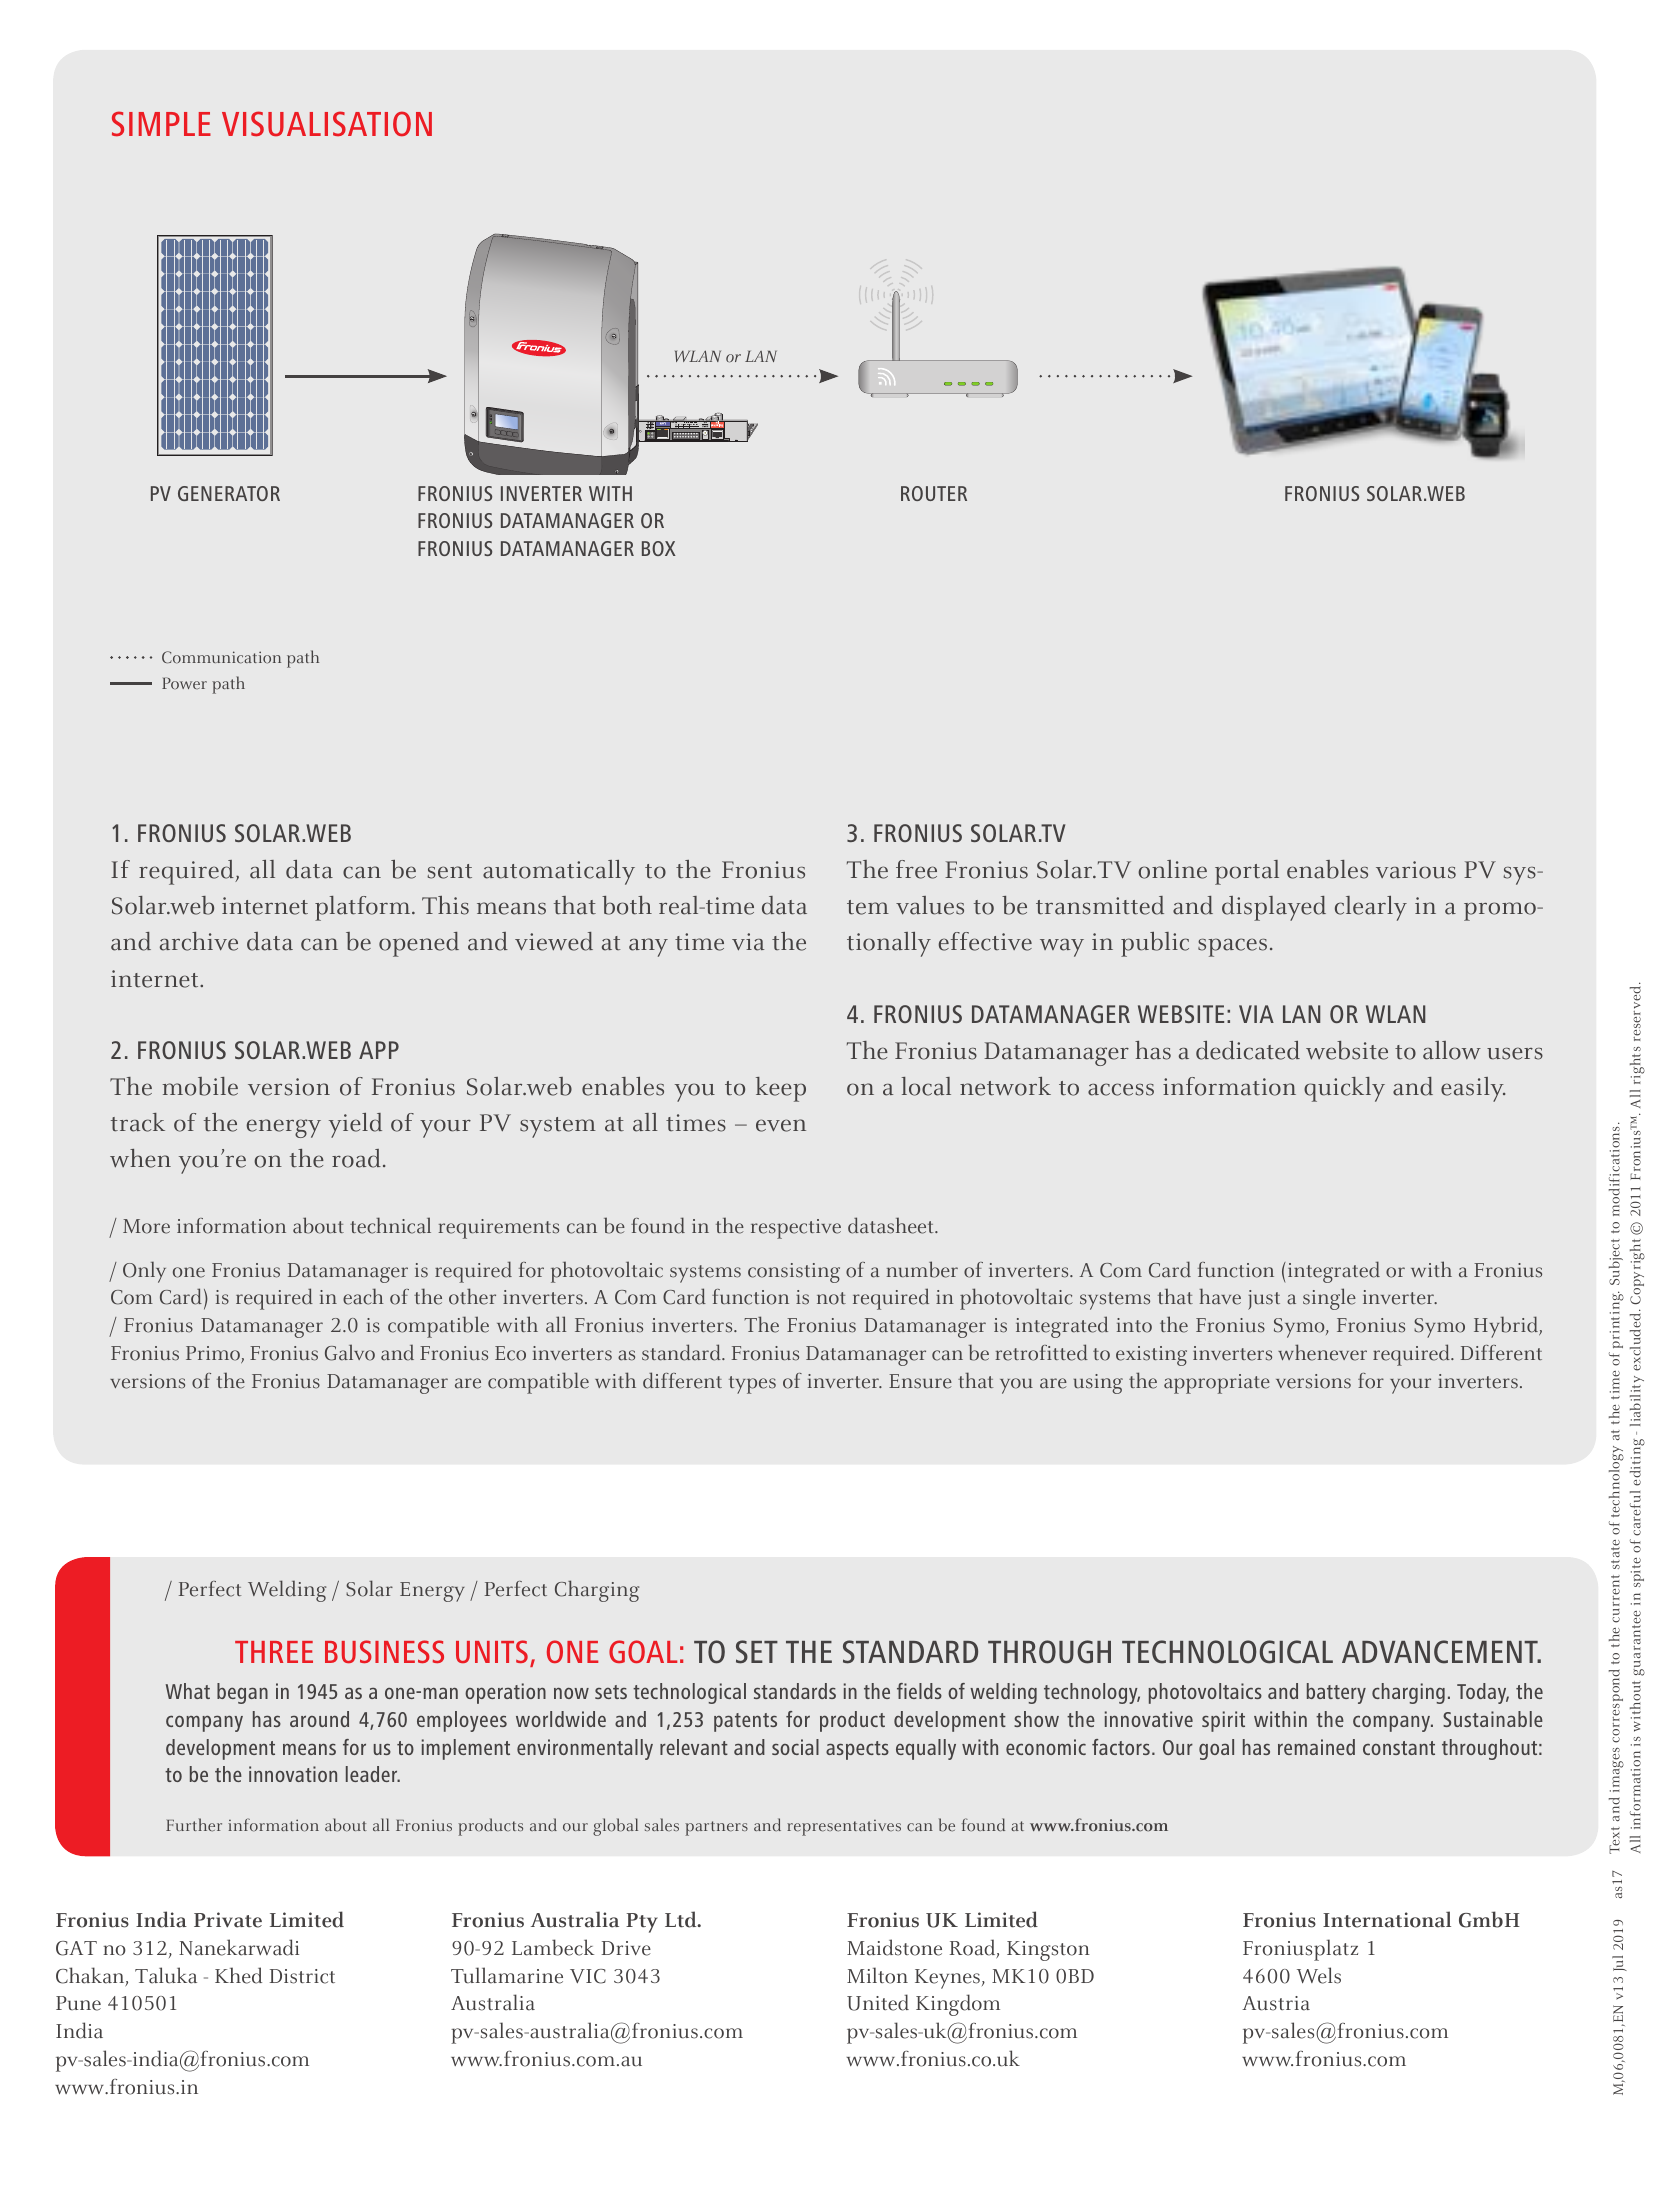 SIMPLE VISUALISATION
Fronius
WLAN or LAN
PV GENERATOR
FRONIUS INVERTER WITH
FRONIUS DATAMANAGER OR
FRONIUS DATAMANAGER BOX
ROUTER
FRONIUS SOLAR.WEB
Communication path
Power path
1. FRONIUS SOLAR.WEB
If required, all data can be sent automatically to the Fronius
Solar.web internet platform. This means that both real-time data
and archive data can be opened and viewed at any time via the
internet.
2. FRONIUS SOLAR.WEB APP
The mobile version of Fronius Solar.web enables you to keep
track of the energy yield of your PV system at all times – even
when you’re on the road.
3. FRONIUS SOLAR.TV
The free Fronius Solar.TV online portal enables various PV sys-
tem values to be transmitted and displayed clearly in a promo-
tionally effective way in public spaces.
4. FRONIUS DATAMANAGER WEBSITE: VIA LAN OR WLAN
The Fronius Datamanager has a dedicated website to allow users
on a local network to access information quickly and easily.
/ More information about technical requirements can be found in the respective datasheet.
/ Only one Fronius Datamanager is required for photovoltaic systems consisting of a number of inverters. A Com Card function (integrated or with a Fronius
Com Card) is required in each of the other inverters. A Com Card function is not required in photovoltaic systems that have just a single inverter.
/ Fronius Datamanager 2.0 is compatible with all Fronius inverters. The Fronius Datamanager is integrated into the Fronius Symo, Fronius Symo Hybrid,
Fronius Primo, Fronius Galvo and Fronius Eco inverters as standard. Fronius Datamanager can be retrofitted to existing inverters whenever required. Different
versions of the Fronius Datamanager are compatible with different types of inverter. Ensure that you are using the appropriate versions for your inverters.
/ Perfect Welding / Solar Energy / Perfect Charging
THREE BUSINESS UNITS, ONE GOAL: TO SET THE STANDARD THROUGH TECHNOLOGICAL ADVANCEMENT.
What began in 1945 as a one-man operation now sets technological standards in the fields of welding technology, photovoltaics and battery charging. Today, the
company has around 4,760 employees worldwide and 1,253 patents for product development show the innovative spirit within the company. Sustainable
development means for us to implement environmentally relevant and social aspects equally with economic factors. Our goal has remained constant throughout:
to be the innovation leader.
Further information about all Fronius products and our global sales partners and representatives can be found at www.fronius.com
Fronius India Private Limited
GAT no 312, Nanekarwadi
Chakan, Taluka - Khed District
Pune 410501
India
pv-sales-india@fronius.com
www.fronius.in
Fronius Australia Pty Ltd.
90-92 Lambeck Drive
Tullamarine VIC 3043
Australia
pv-sales-australia@fronius.com
www.fronius.com.au
Fronius UK Limited
Maidstone Road, Kingston
Milton Keynes, MK10 0BD
United Kingdom
pv-sales-uk@fronius.com
www.fronius.co.uk
Fronius International GmbH
Froniusplatz 1
4600 Wels
Austria
pv-sales@fronius.com
www.fronius.com
M,06,0081,EN v13 Jul 2019 as17 Text and images correspond to the current state of technology at the time of printing. Subject to modifications.
All information is without guarantee in spite of careful editing - liability excluded. Copyright © 2011 Fronius™. All rights reserved.